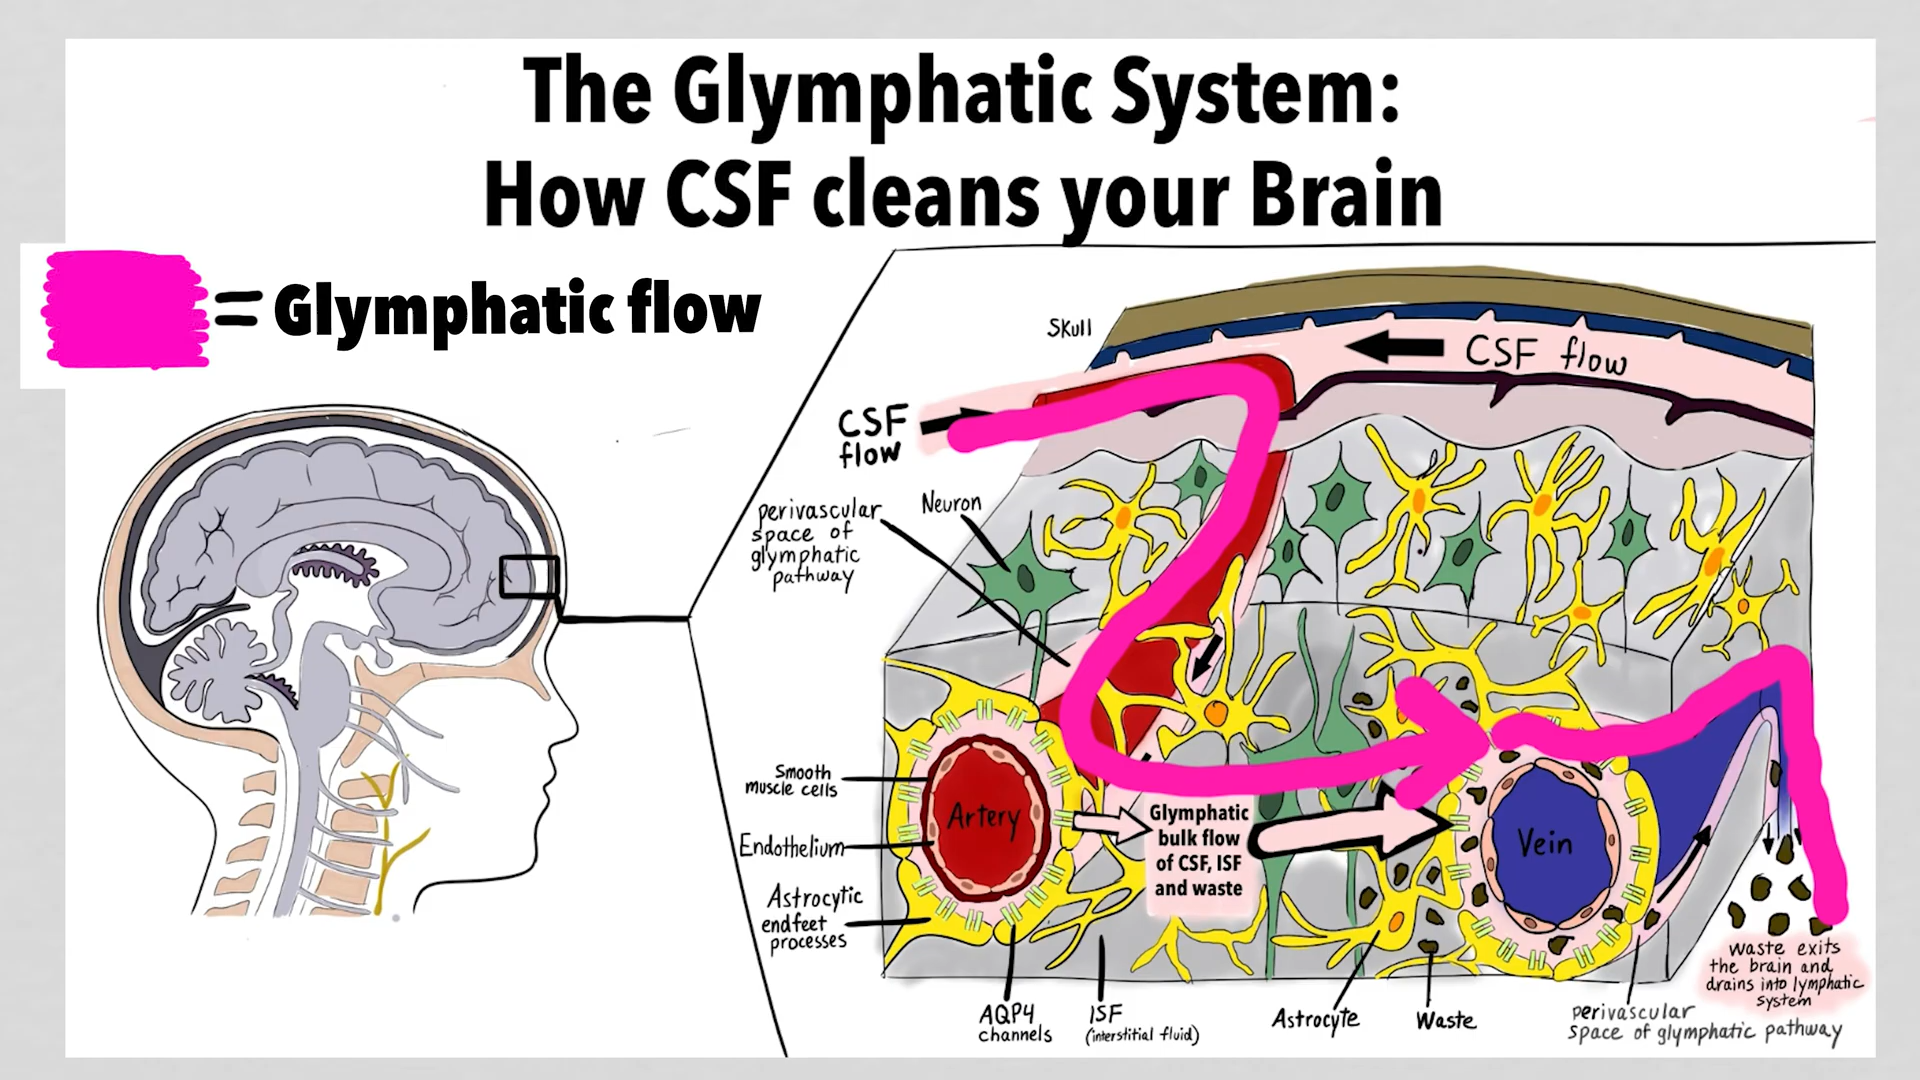 The Glymphatic System:
How CSF cleans your Brain
= Glymphatic flow
Skull
CSF flow
CSF
flow
Neuron
perivascular
space of
glymphatic
pathway
Smooth
muscle cells
Artery
Endothelium
Astrocytic
endfeet
processes
Glymphatic
bulk flow
of CSF, ISF
and waste
Vein
AQP4
channels
ISF
(interstitial fluid)
Astrocyte
Waste
waste exits
the brain and
drains into lymphatic
system
perivascular
space of glymphatic pathway